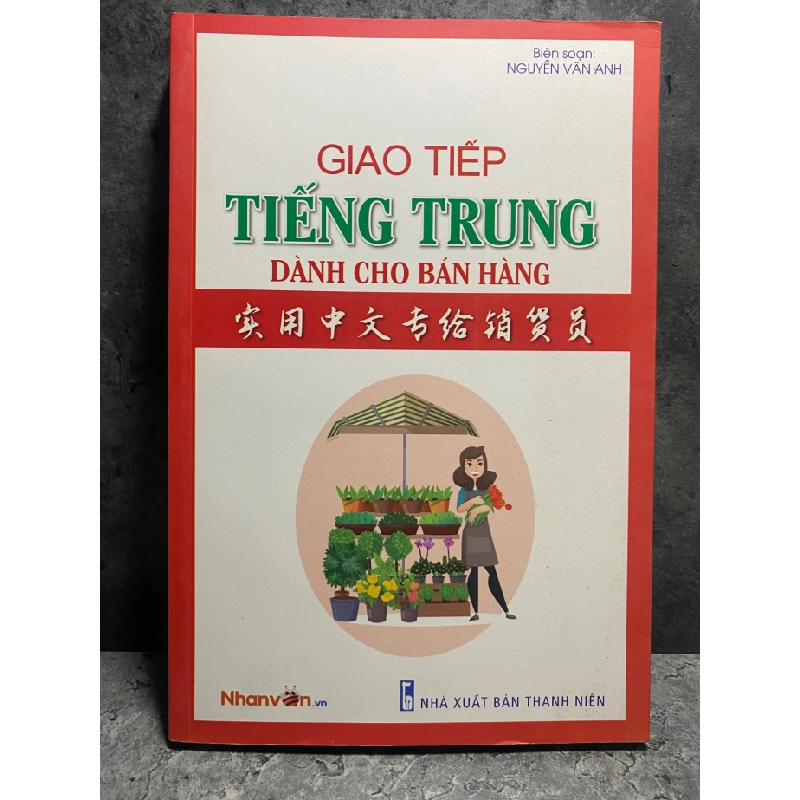 Biên soạn:
NGUYỄN VĂN ANH
GIAO TIẾP
TIẾNG TRUNG
DÀNH CHO BÁN HÀNG
实用中文专给销货员
Nhanvăn.vn
NHÀ XUẤT BẢN THANH NIÊN